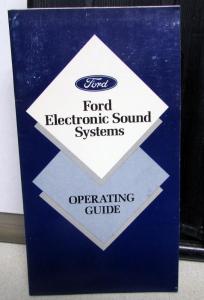 Ford
Ford
Electronic Sound
Systems
OPERATING
GUIDE